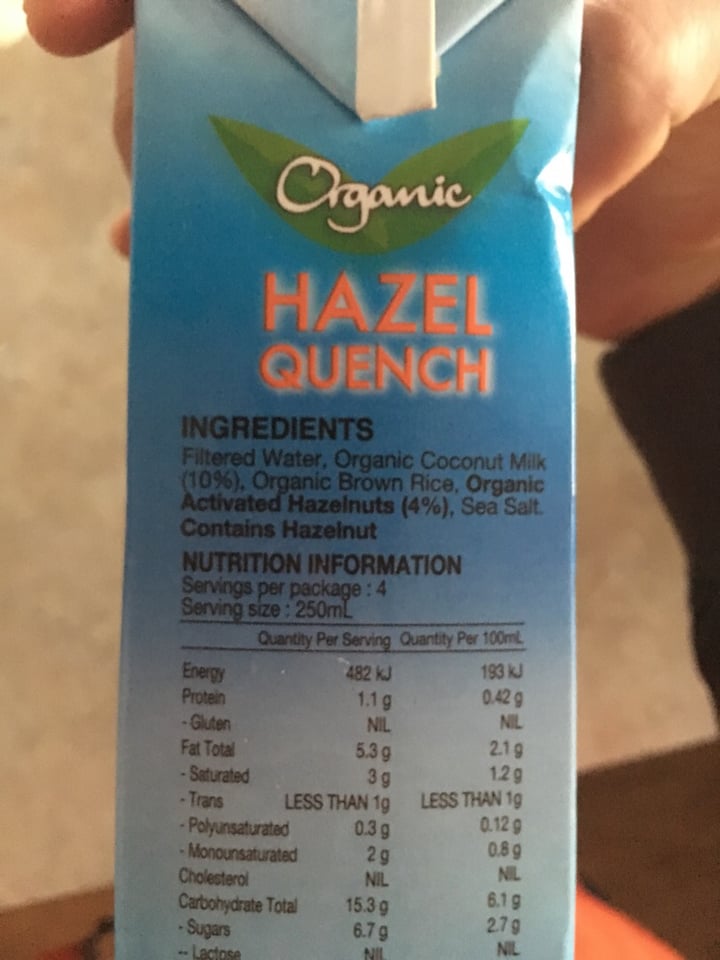 Organic
HAZEL
QUENCH
INGREDIENTS
Filtered Water, Organic Coconut Milk
(10%), Organic Brown Rice, Organic
Activated Hazelnuts (4%), Sea Salt.
Contains Hazelnut
NUTRITION INFORMATION
Servings per package : 4
Serving size : 250mL
Quantity Per Serving Quantity Per 100mL
Energy 482 kJ 193 kJ
Protein 1.1 g 0.42 g
- Gluten NIL NIL
Fat Total 5.3 g 2.1 g
- Saturated 3 g 1.2 g
- Trans LESS THAN 1g LESS THAN 1g
- Polyunsaturated 0.3 g 0.12 g
- Monounsaturated 2 g 0.8 g
Cholesterol NIL NIL
Carbohydrate Total 15.3 g 6.1 g
- Sugars 6.7 g 2.7 g
-- Lactose NIL NIL